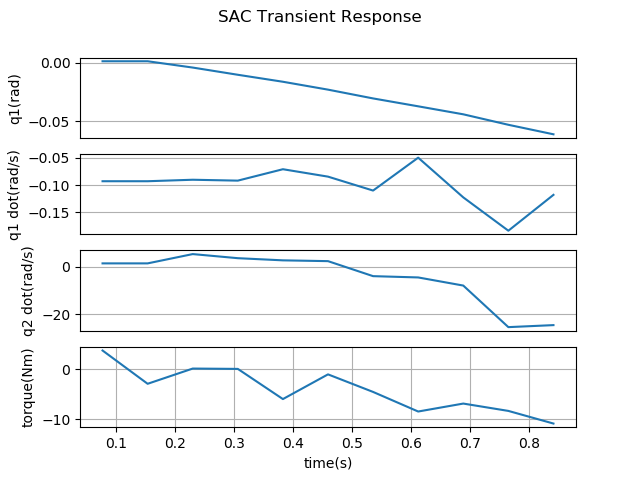 SAC Transient Response
0.00
−0.05
q1(rad)
−0.05
−0.10
−0.15
q1 dot(rad/s)
0
−20
q2 dot(rad/s)
0
−10
torque(Nm)
0.1 0.2 0.3 0.4 0.5 0.6 0.7 0.8
time(s)